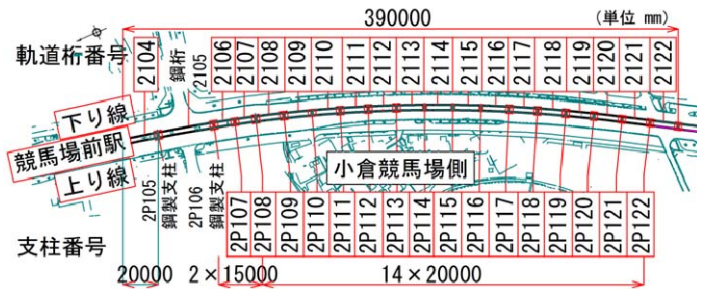 390000 (単位 mm)
軌道桁番号
2104 鋼桁 2105 2106 2107 2108 2109 2110 2111 2112 2113 2114 2115 2116 2117 2118 2119 2120 2121 2122
下り線
競馬場前駅
上り線
小倉競馬場側
2P105 鋼製支柱 2P106 鋼製支柱 2P107 2P108 2P109 2P110 2P111 2P112 2P113 2P114 2P115 2P116 2P117 2P118 2P119 2P120 2P121 2P122
支柱番号
20000 2×15000 14×20000